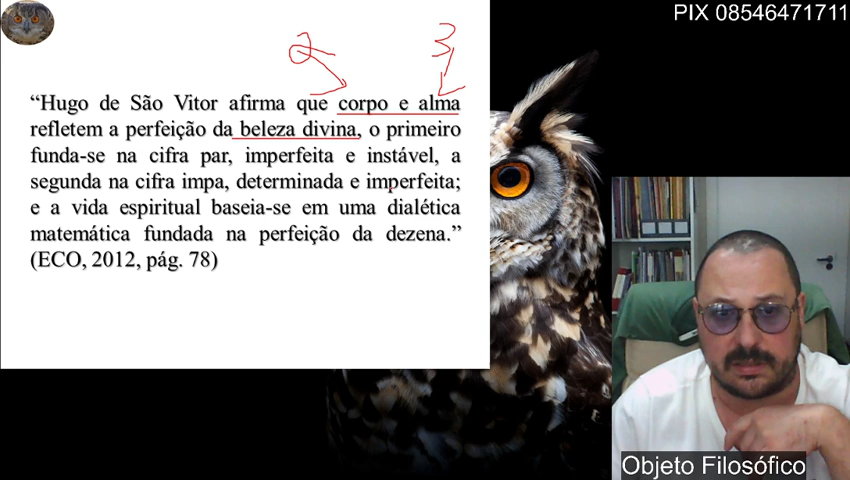 PIX 08546471711
2
3
“Hugo de São Vitor afirma que corpo e alma
refletem a perfeição da beleza divina, o primeiro
funda-se na cifra par, imperfeita e instável, a
segunda na cifra impa, determinada e imperfeita;
e a vida espiritual baseia-se em uma dialética
matemática fundada na perfeição da dezena.”
(ECO, 2012, pág. 78)
Objeto Filosófico